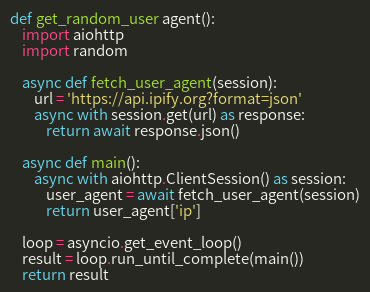 def get_random_user agent():
import aiohttp
import random
async def fetch_user_agent(session):
url = 'https://api.ipify.org?format=json'
async with session.get(url) as response:
return await response.json()
async def main():
async with aiohttp.ClientSession() as session:
user_agent = await fetch_user_agent(session)
return user_agent['ip']
loop = asyncio.get_event_loop()
result = loop.run_until_complete(main())
return result